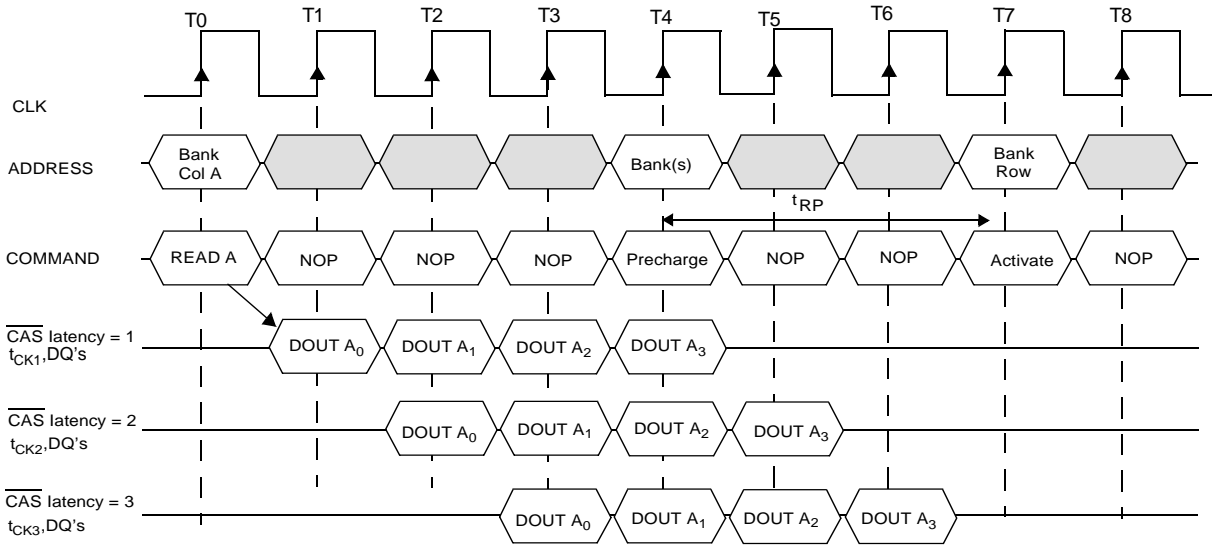 T0 T1 T2 T3 T4 T5 T6 T7 T8
CLK
ADDRESS Bank Col A Bank(s) Bank Row
tRP
COMMAND READ A NOP NOP NOP Precharge NOP NOP Activate NOP
CAS latency = 1
tCK1,DQ's DOUT A0 DOUT A1 DOUT A2 DOUT A3
CAS latency = 2
tCK2,DQ's DOUT A0 DOUT A1 DOUT A2 DOUT A3
CAS latency = 3
tCK3,DQ's DOUT A0 DOUT A1 DOUT A2 DOUT A3